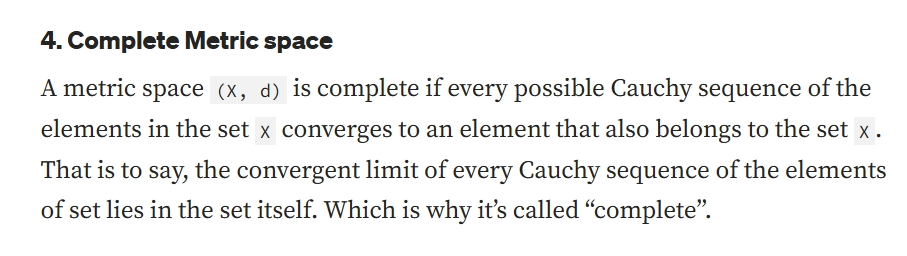 4. Complete Metric space
A metric space (X, d) is complete if every possible Cauchy sequence of the
elements in the set X converges to an element that also belongs to the set X.
That is to say, the convergent limit of every Cauchy sequence of the elements
of set lies in the set itself. Which is why it’s called “complete”.